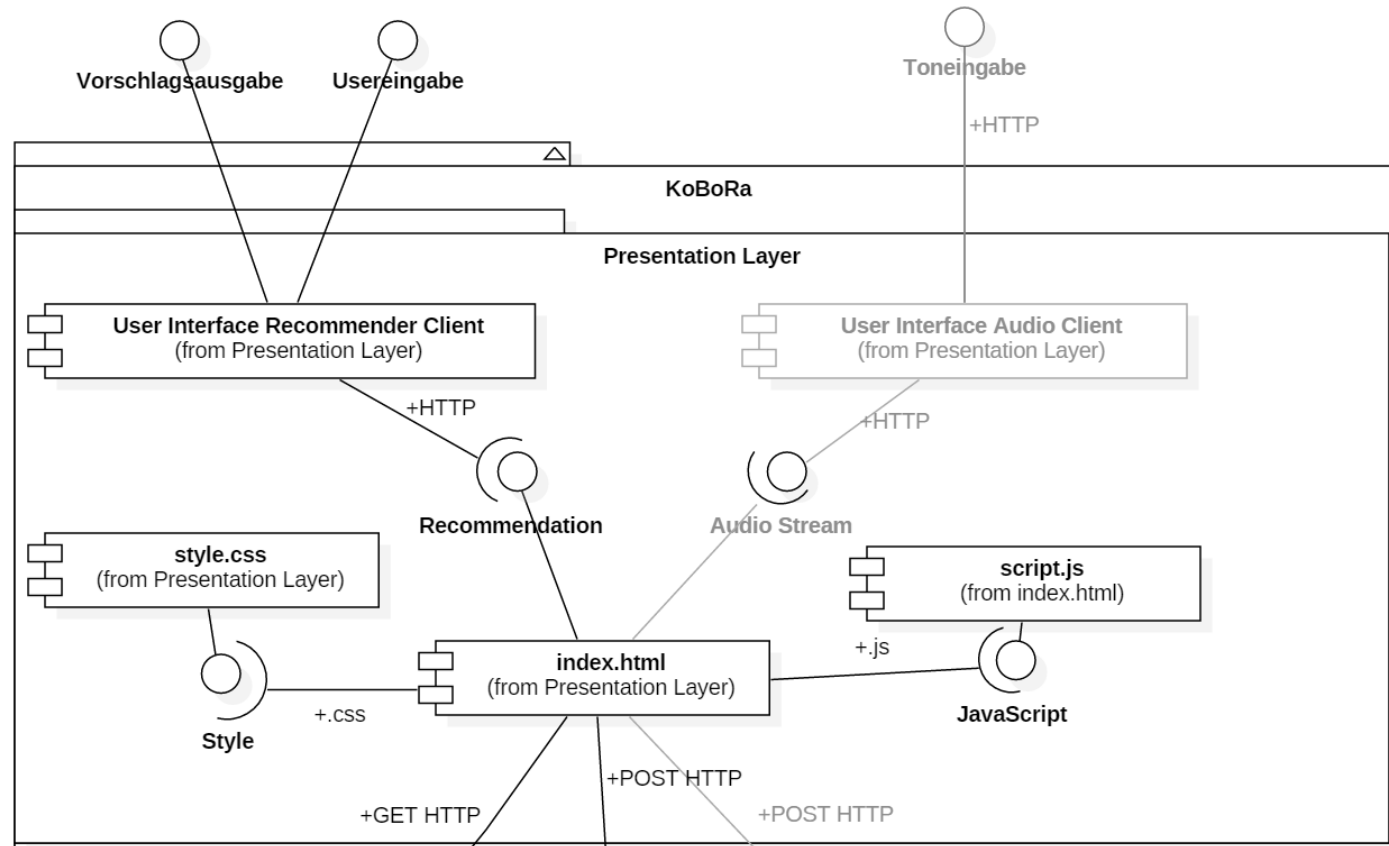 Vorschlagsausgabe
Usereingabe
Toneingabe
+HTTP
KoBoRa
Presentation Layer
User Interface Recommender Client
(from Presentation Layer)
User Interface Audio Client
(from Presentation Layer)
+HTTP
+HTTP
Recommendation
Audio Stream
style.css
(from Presentation Layer)
script.js
(from index.html)
index.html
(from Presentation Layer)
+.js
+.css
Style
JavaScript
+POST HTTP
+GET HTTP
+POST HTTP